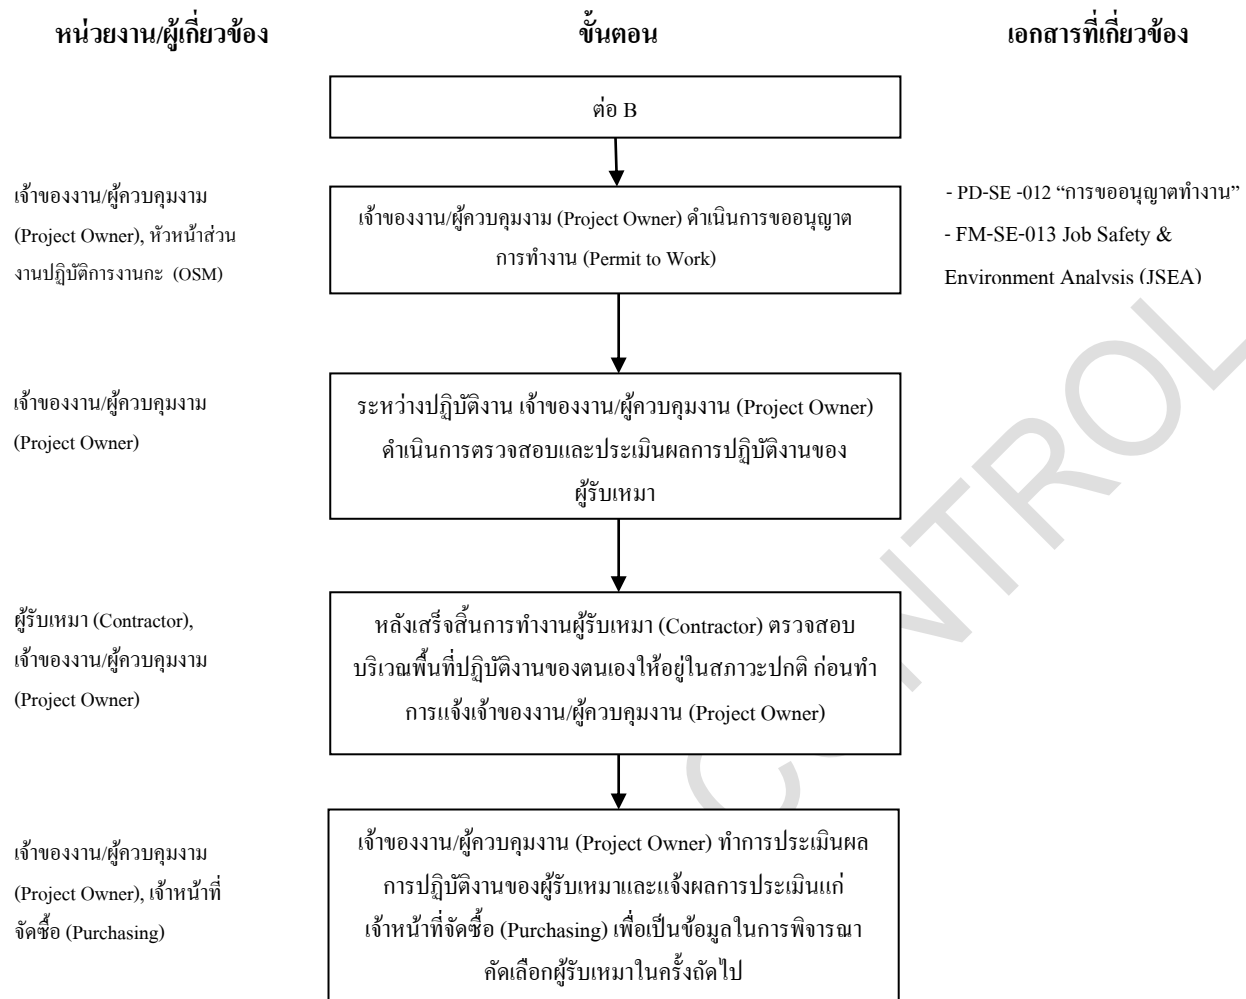 หน่วยงาน/ผู้เกี่ยวข้อง
ขั้นตอน
เอกสารที่เกี่ยวข้อง
ต่อ B
เจ้าของงาน/ผู้ควบคุมงาม
(Project Owner), หัวหน้าส่วน
งานปฏิบัติการงานกะ (OSM)
เจ้าของงาน/ผู้ควบคุมงาม (Project Owner) ดำเนินการขออนุญาต
การทำงาน (Permit to Work)
- PD-SE -012 “การขออนุญาตทำงาน”
- FM-SE-013 Job Safety &
Environment Analysis (JSEA)
เจ้าของงาน/ผู้ควบคุมงาม
(Project Owner)
ระหว่างปฏิบัติงาน เจ้าของงาน/ผู้ควบคุมงาน (Project Owner)
ดำเนินการตรวจสอบและประเมินผลการปฏิบัติงานของ
ผู้รับเหมา
ผู้รับเหมา (Contractor),
เจ้าของงาน/ผู้ควบคุมงาม
(Project Owner)
หลังเสร็จสิ้นการทำงานผู้รับเหมา (Contractor) ตรวจสอบ
บริเวณพื้นที่ปฏิบัติงานของตนเองให้อยู่ในสภาวะปกติ ก่อนทำ
การแจ้งเจ้าของงาน/ผู้ควบคุมงาน (Project Owner)
เจ้าของงาน/ผู้ควบคุมงาม
(Project Owner), เจ้าหน้าที่
จัดซื้อ (Purchasing)
เจ้าของงาน/ผู้ควบคุมงาน (Project Owner) ทำการประเมินผล
การปฏิบัติงานของผู้รับเหมาและแจ้งผลการประเมินแก่
เจ้าหน้าที่จัดซื้อ (Purchasing) เพื่อเป็นข้อมูลในการพิจารณา
คัดเลือกผู้รับเหมาในครั้งถัดไป